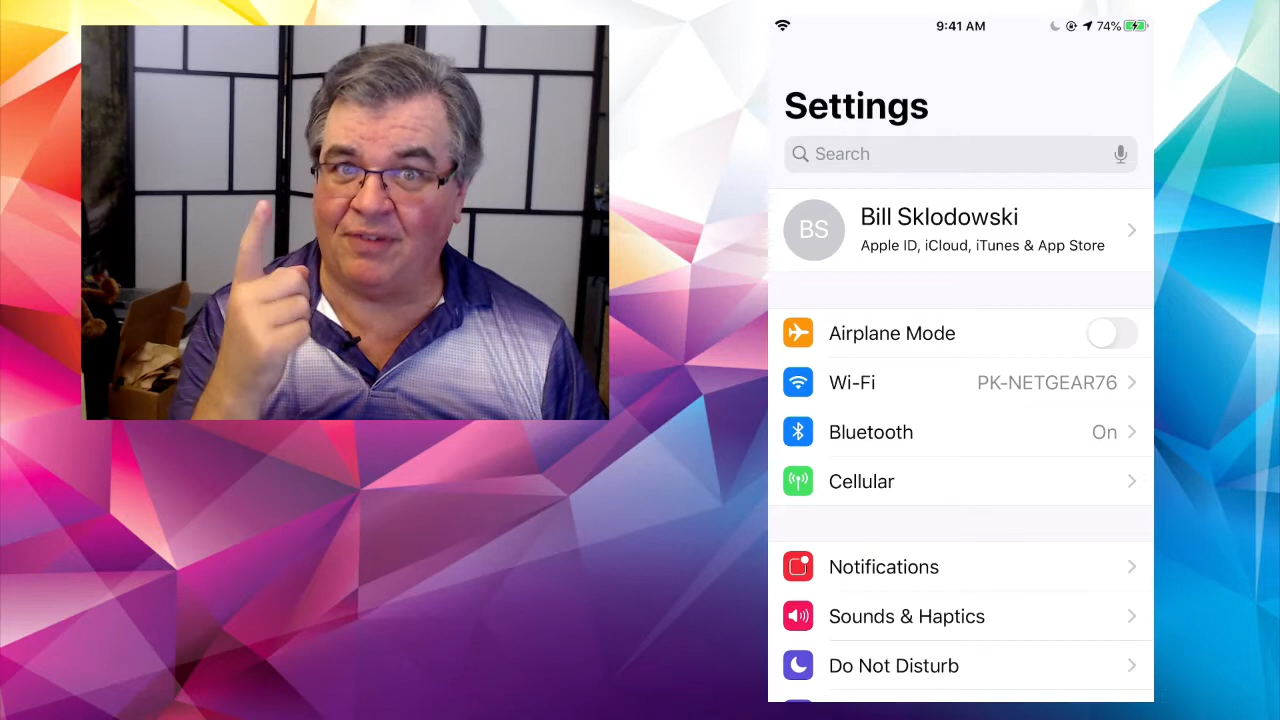 9:41 AM
74%
Settings
Search
BS
Bill Sklodowski
Apple ID, iCloud, iTunes & App Store
Airplane Mode
Wi-Fi PK-NETGEAR76
Bluetooth On
Cellular
Notifications
Sounds & Haptics
Do Not Disturb